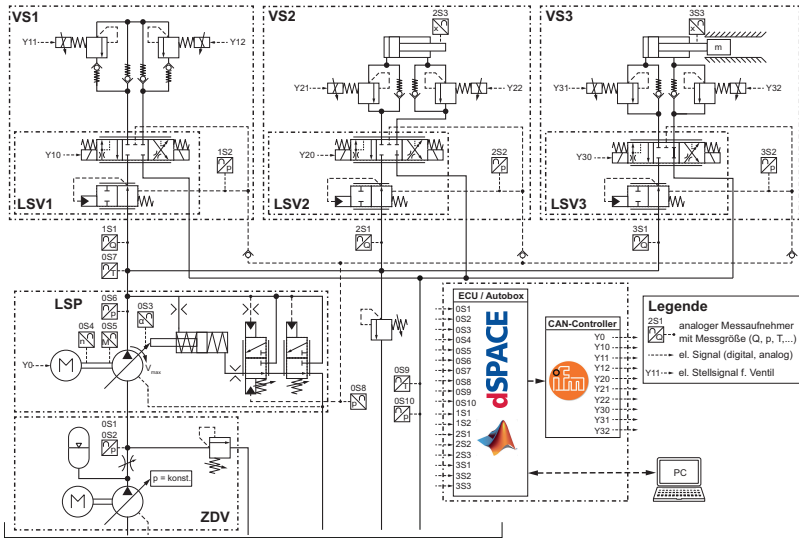 VS1
Y11
Y12
Y10
LSV1
1S2
p
VS2
2S3
x
Y21
Y22
Y20
LSV2
2S2
p
VS3
3S3
x
m
Y31
Y32
Y30
LSV3
3S2
p
1S1
Q
0S7
T
2S1
Q
3S1
Q
LSP
0S6
p
0S3
α
0S4
n
0S5
M
Y0
M
V
max
0S8
p
0S9
T
0S10
p
0S1
0S2
p
M
p = konst.
ZDV
ECU / Autobox
0S1
0S2
0S3
0S4
0S5
0S6
0S7
0S8
0S9
0S10
1S1
1S2
2S1
2S2
2S3
3S1
3S2
3S3
dSPACE
CAN-Controller
ifm
Y0
Y10
Y11
Y12
Y20
Y21
Y22
Y30
Y31
Y32
PC
Legende
2S1
Q
analoger Messaufnehmer
mit Messgröße (Q, p, T,...)
el. Signal (digital, analog)
Y11
el. Stellsignal f. Ventil